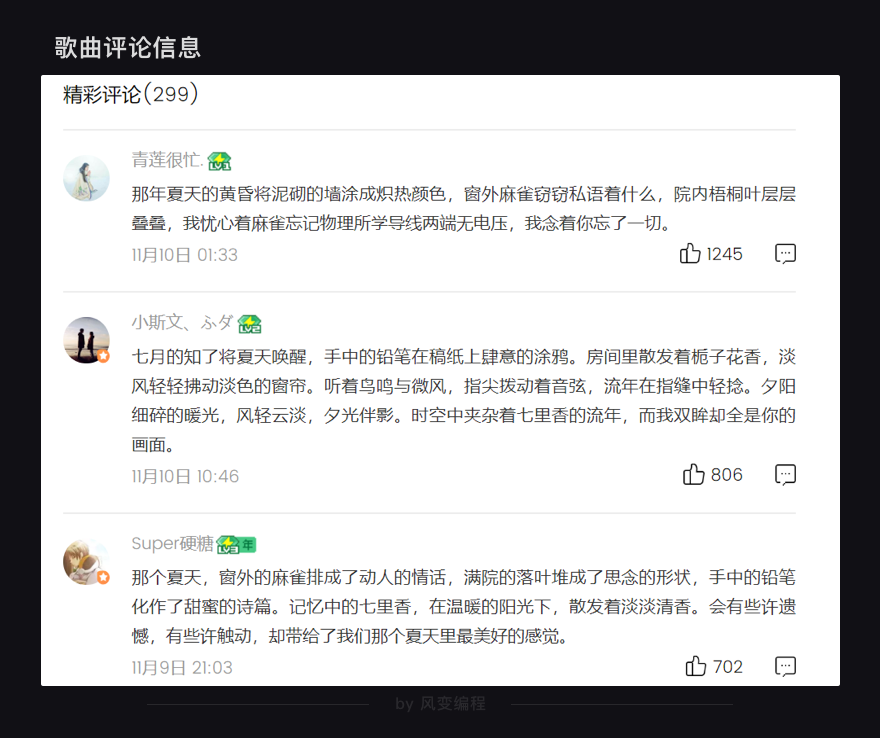 歌曲评论信息
精彩评论(299)
青莲很忙. LV1
那年夏天的黄昏将泥砌的墙涂成炽热颜色，窗外麻雀窃窃私语着什么，院内梧桐叶层层
叠叠，我忧心着麻雀忘记物理所学导线两端无电压，我念着你忘了一切。
11月10日 01:33
1245
小斯文、ふダ LV2
七月的知了将夏天唤醒，手中的铅笔在稿纸上肆意的涂鸦。房间里散发着栀子花香，淡
风轻轻拂动淡色的窗帘。听着鸟鸣与微风，指尖拨动着音弦，流年在指缝中轻捻。夕阳
细碎的暖光，风轻云淡，夕光伴影。时空中夹杂着七里香的流年，而我双眸却全是你的
画面。
11月10日 10:46
806
Super硬糖 LV3 年
那个夏天，窗外的麻雀排成了动人的情话，满院的落叶堆成了思念的形状，手中的铅笔
化作了甜蜜的诗篇。记忆中的七里香，在温暖的阳光下，散发着淡淡清香。会有些许遗
憾，有些许触动，却带给了我们那个夏天里最美好的感觉。
11月9日 21:03
702
by 风变编程